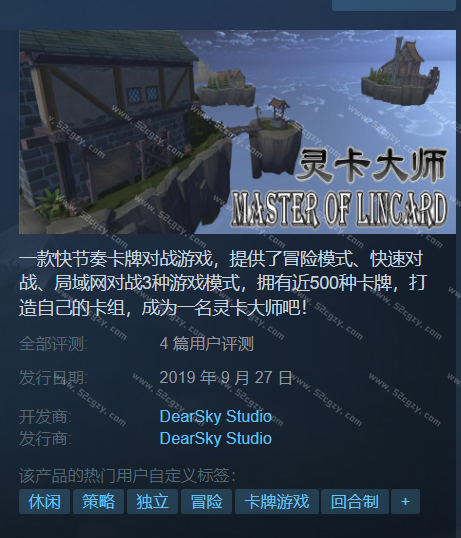 灵卡大师
MASTER OF LINCARD
一款快节奏卡牌对战游戏，提供了冒险模式、快速对
战、局域网对战3种游戏模式，拥有近500种卡牌，打
造自己的卡组，成为一名灵卡大师吧！
全部评测: 4 篇用户评测
发行日期: 2019 年 9 月 27 日
开发商: DearSky Studio
发行商: DearSky Studio
该产品的热门用户自定义标签:
休闲 策略 独立 冒险 卡牌游戏 回合制 +
www.52cgzy.com